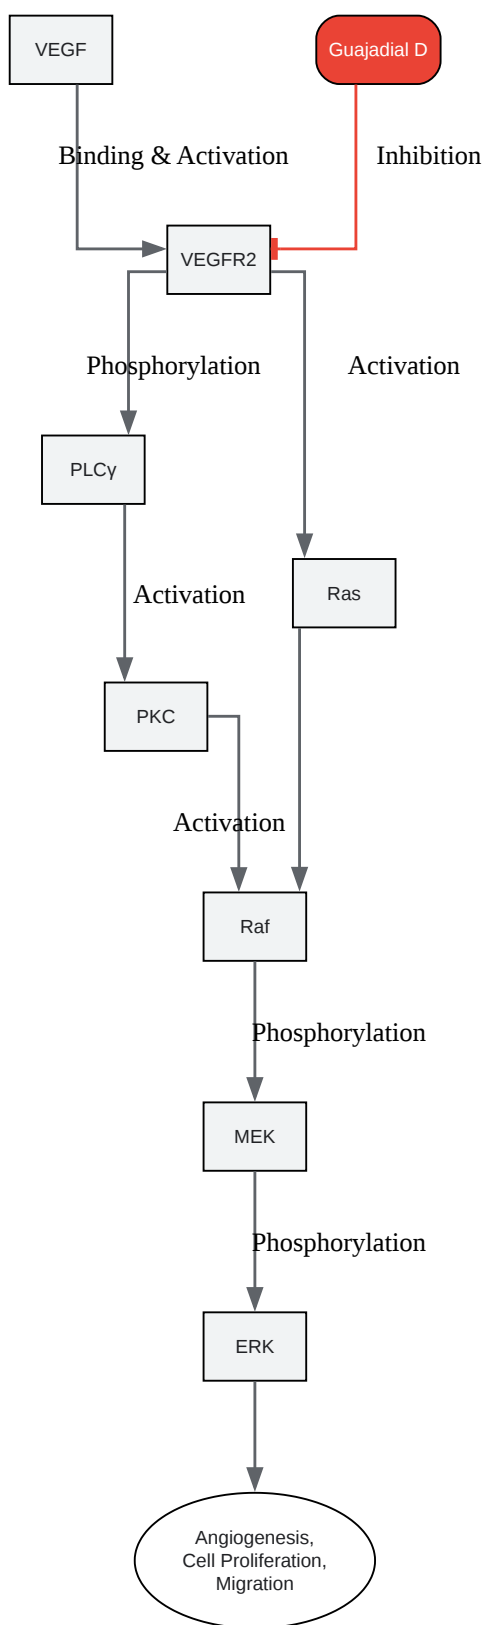 VEGF
Guajadial D
Binding & Activation
Inhibition
VEGFR2
Phosphorylation
Activation
PLCγ
Activation
Ras
PKC
Activation
Raf
Phosphorylation
MEK
Phosphorylation
ERK
Angiogenesis,
Cell Proliferation,
Migration